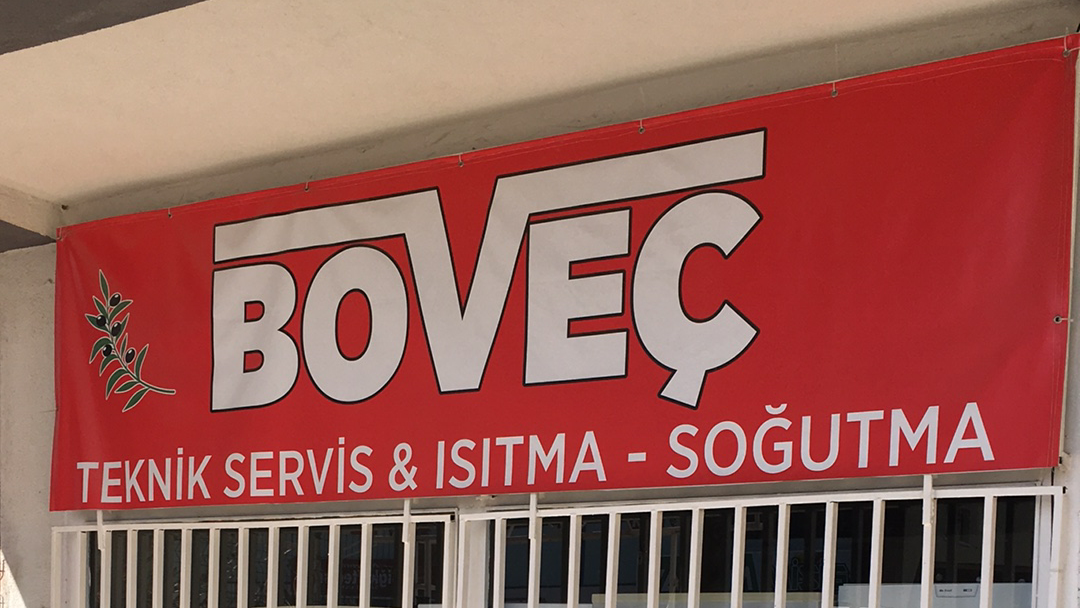 BOVEÇ
TEKNİK SERVİS & ISITMA - SOĞUTMA